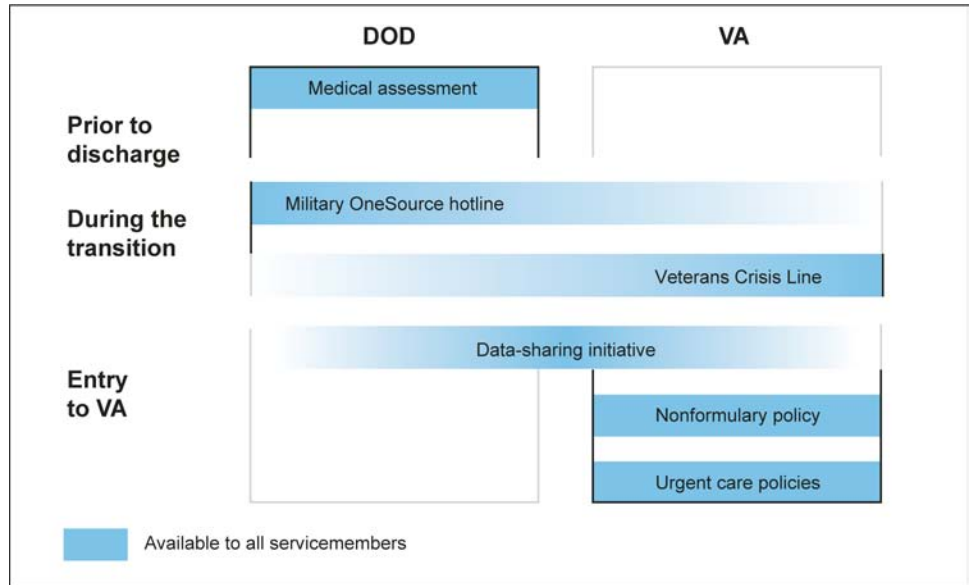 DOD
VA
Prior to
discharge
Medical assessment
During the
transition
Military OneSource hotline
Veterans Crisis Line
Entry
to VA
Data-sharing initiative
Nonformulary policy
Urgent care policies
Available to all servicemembers